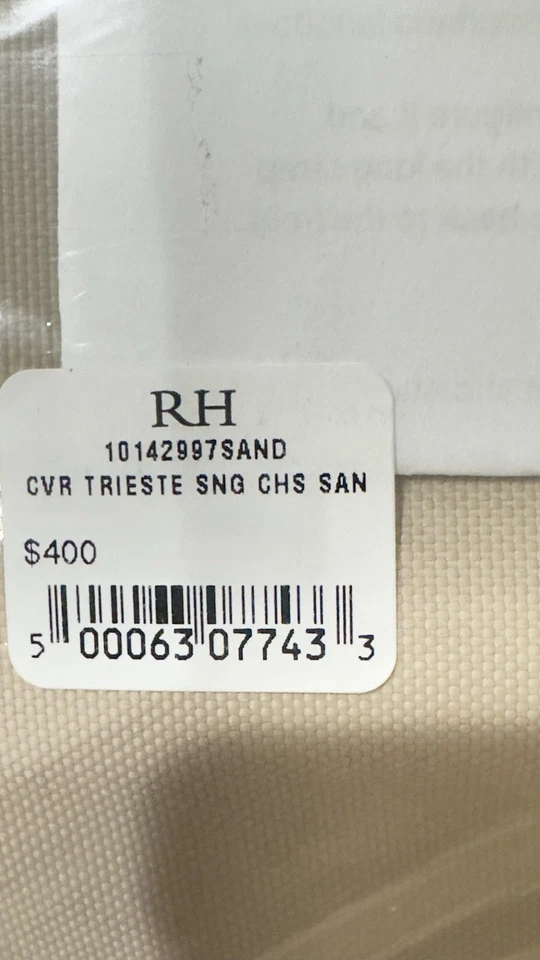 RH
10142997SAND
CVR TRIESTE SNG CHS SAN
$400
5 00063 07743 3